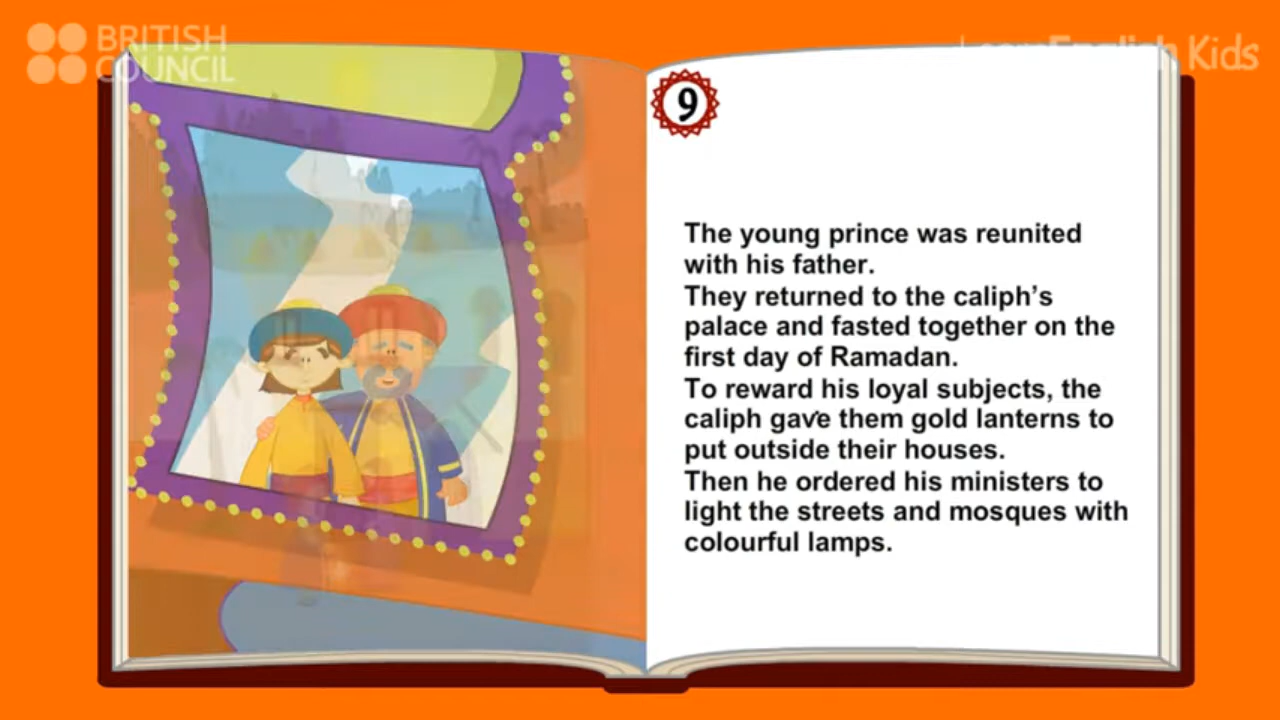 BRITISH
COUNCIL
LearnEnglish Kids
9
The young prince was reunited
with his father.
They returned to the caliph's
palace and fasted together on the
first day of Ramadan.
To reward his loyal subjects, the
caliph gave them gold lanterns to
put outside their houses.
Then he ordered his ministers to
light the streets and mosques with
colourful lamps.